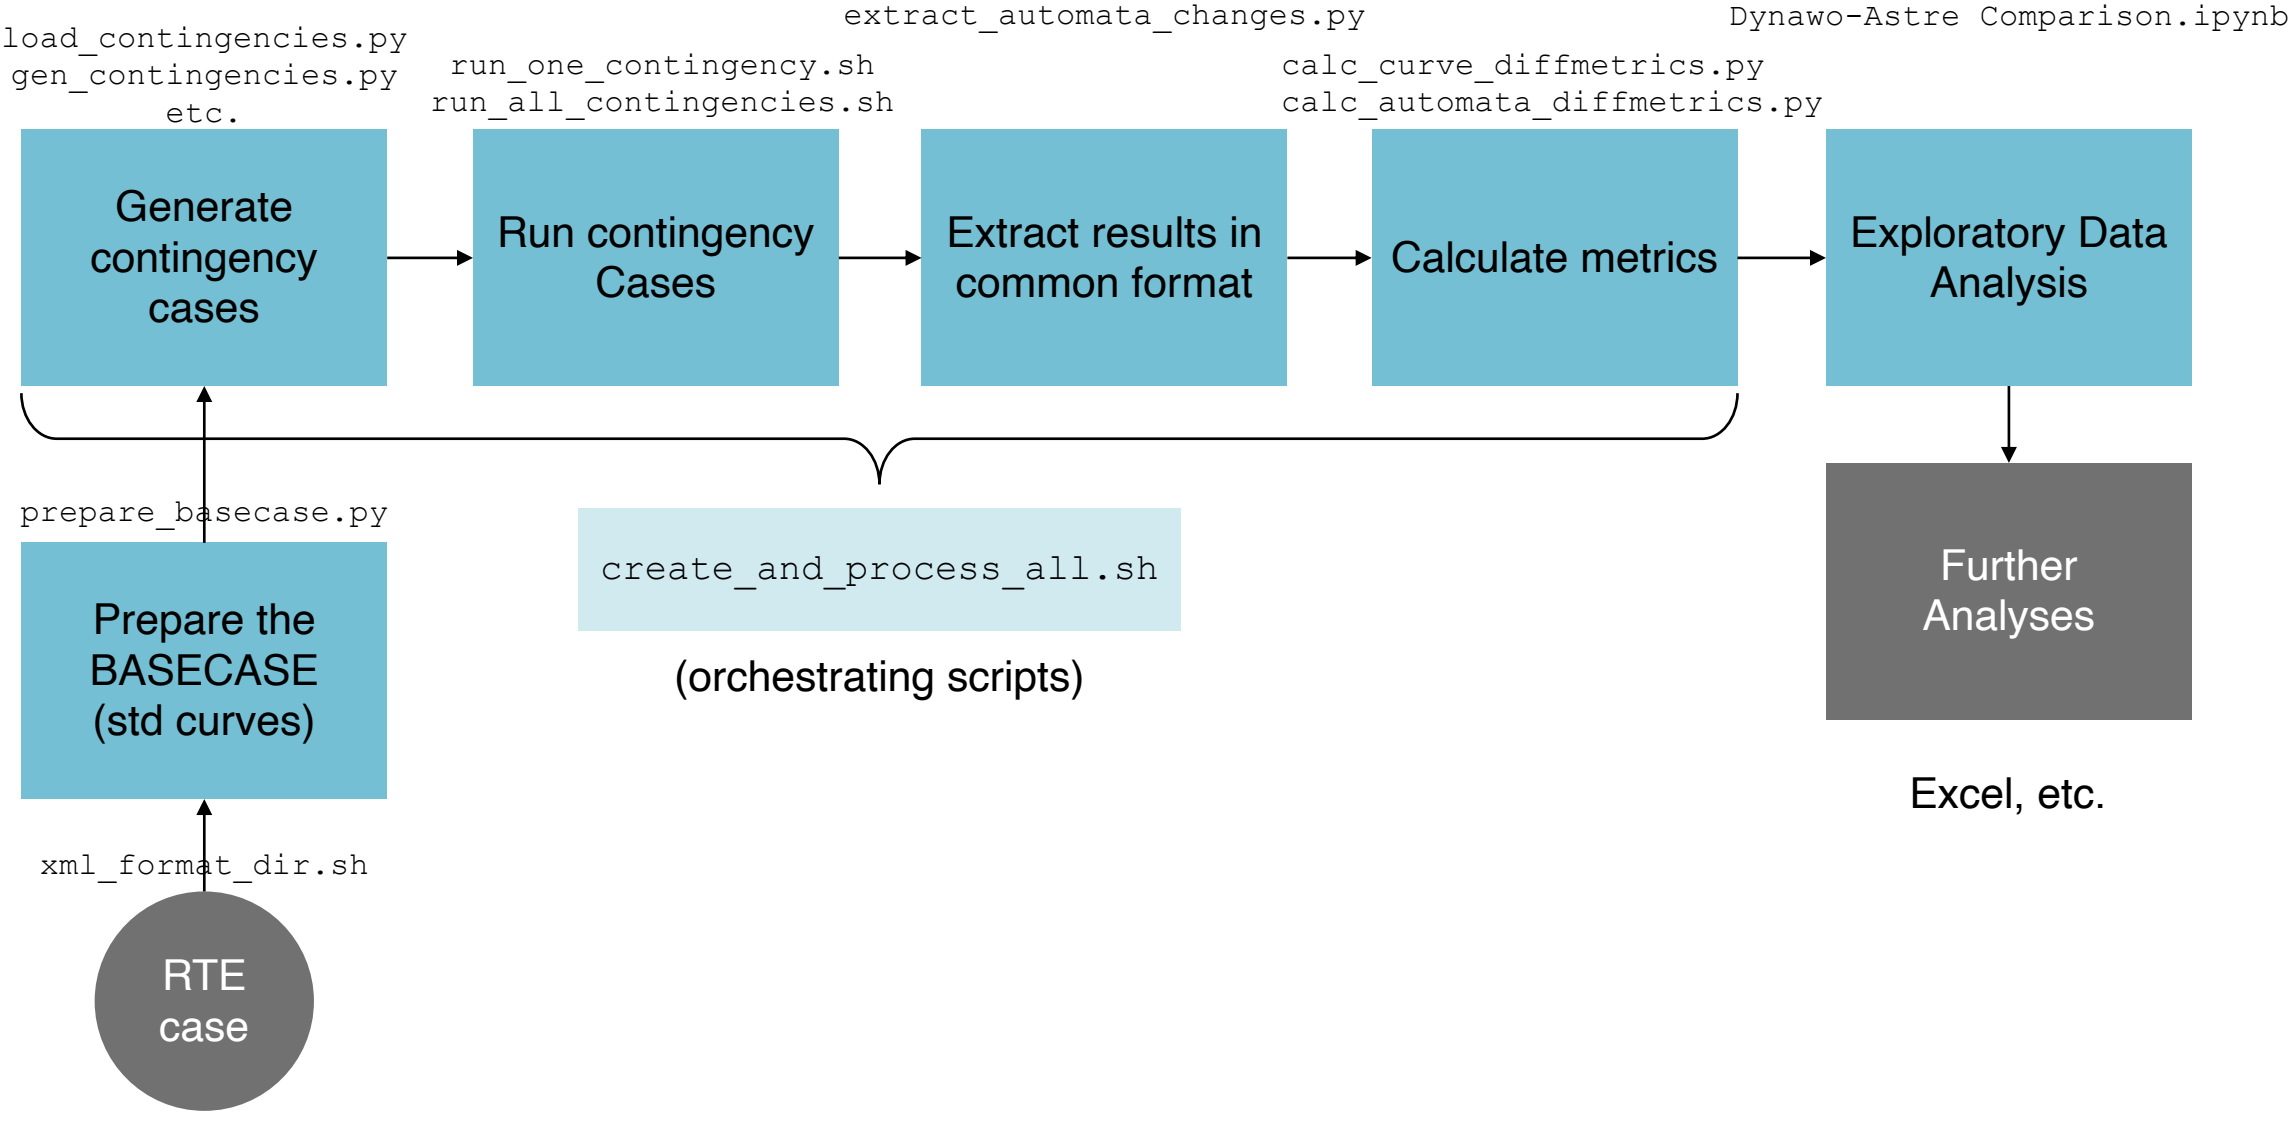 extract_automata_changes.py
Dynawo-Astre Comparison.ipynb
load_contingencies.py
gen_contingencies.py
etc.
run_one_contingency.sh
run_all_contingencies.sh
calc_curve_diffmetrics.py
calc_automata_diffmetrics.py
Generate
contingency
cases
Run contingency
Cases
Extract results in
common format
Calculate metrics
Exploratory Data
Analysis
prepare_basecase.py
create_and_process_all.sh
(orchestrating scripts)
Further
Analyses
Excel, etc.
Prepare the
BASECASE
(std curves)
xml_format_dir.sh
RTE
case